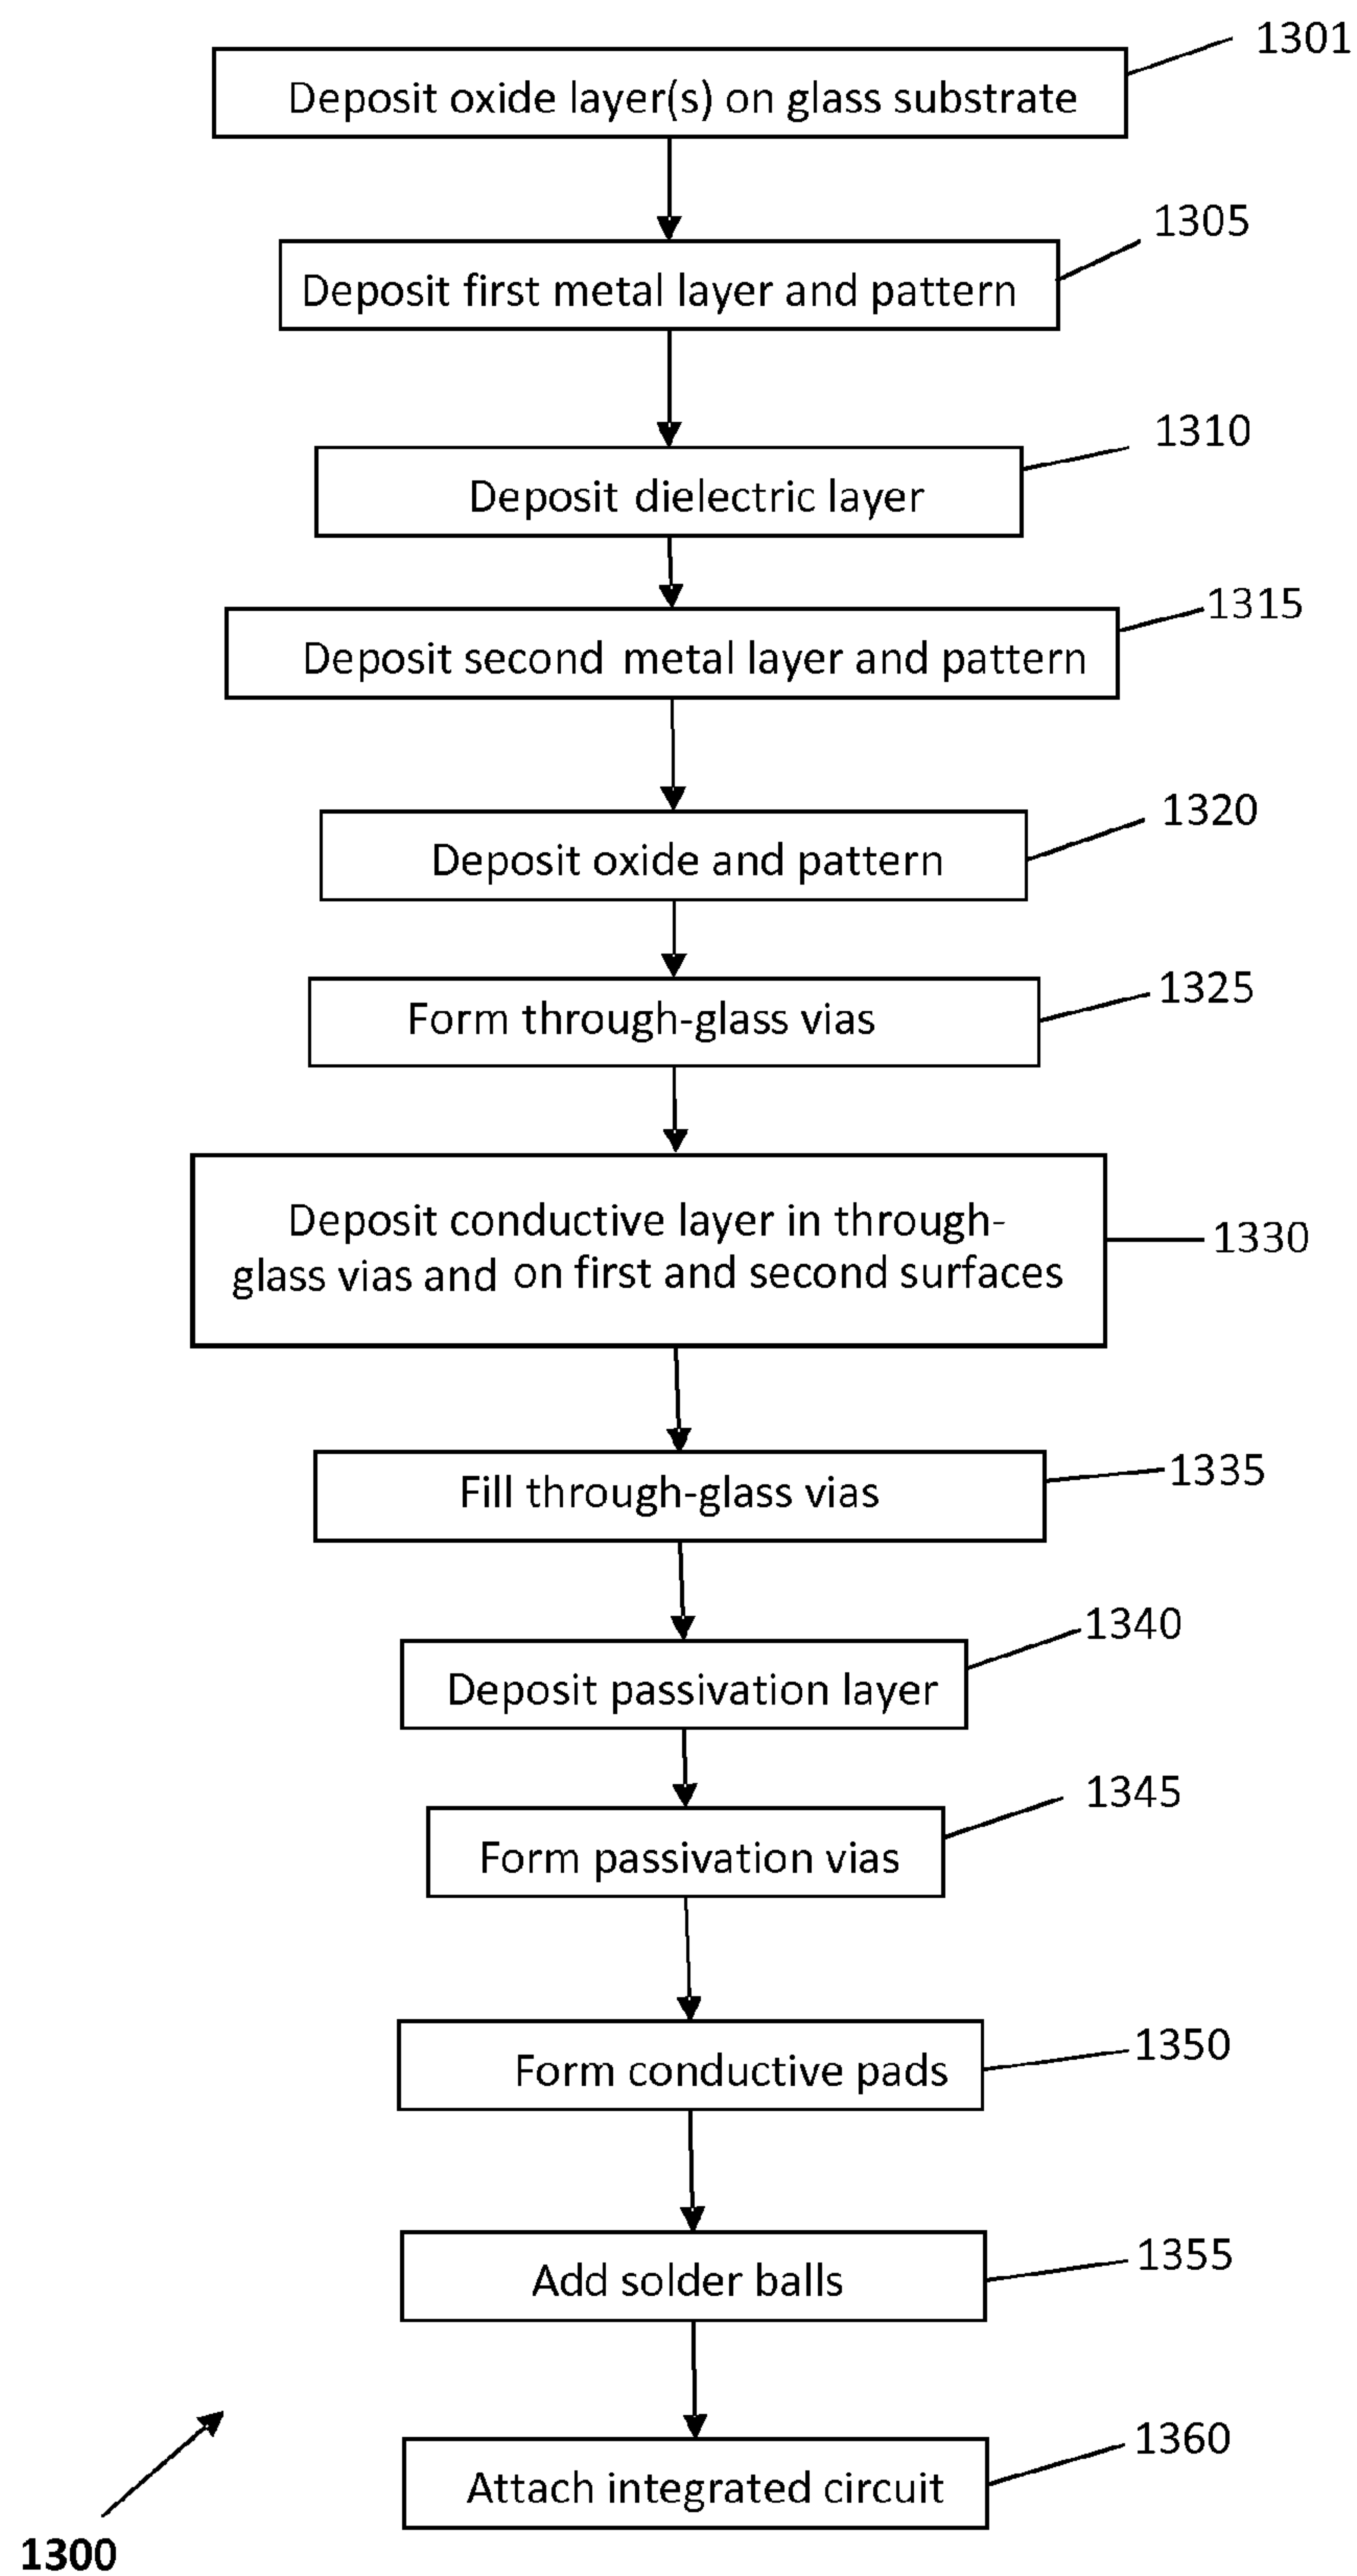 1301
Deposit oxide layer(s) on glass substrate
1305
Deposit first metal layer and pattern
1310
Deposit dielectric layer
1315
Deposit second metal layer and pattern
1320
Deposit oxide and pattern
1325
Form through-glass vias
Deposit conductive layer in through-
glass vias and on first and second surfaces
1330
1335
Fill through-glass vias
1340
Deposit passivation layer
1345
Form passivation vias
1350
Form conductive pads
1355
Add solder balls
1360
Attach integrated circuit
1300